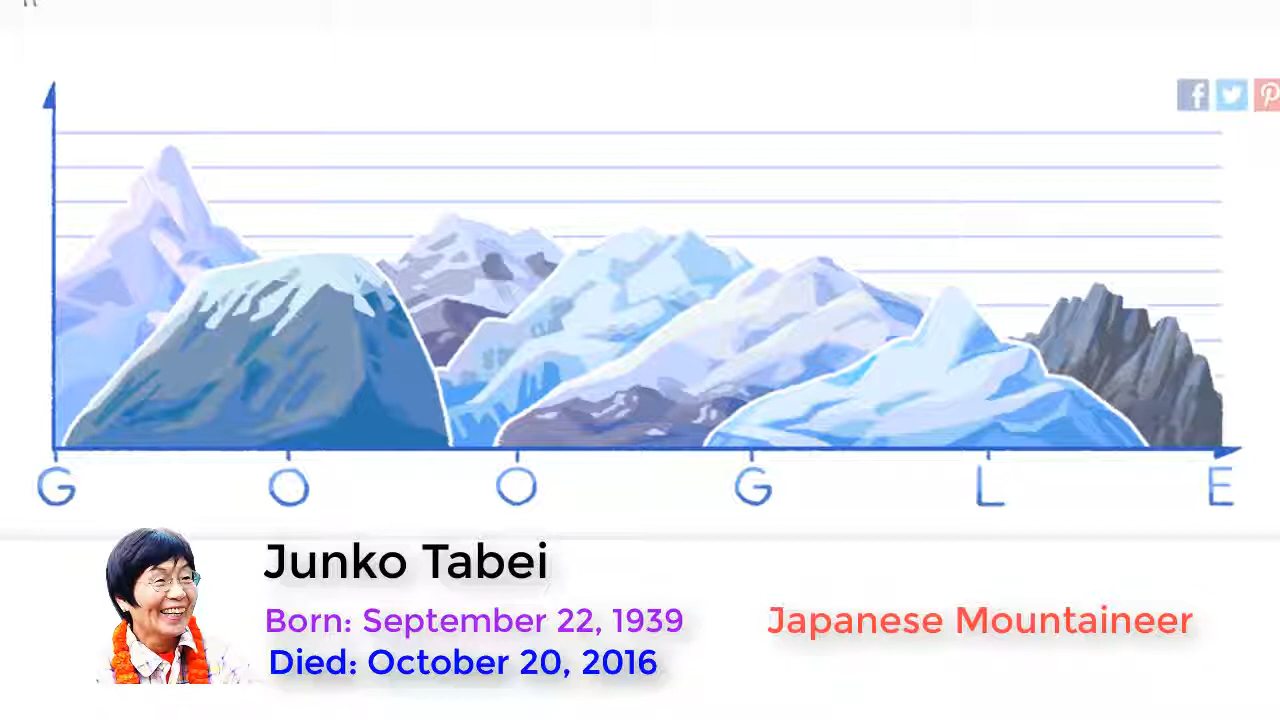 G O O G L E
Junko Tabei
Born: September 22, 1939
Japanese Mountaineer
Died: October 20, 2016